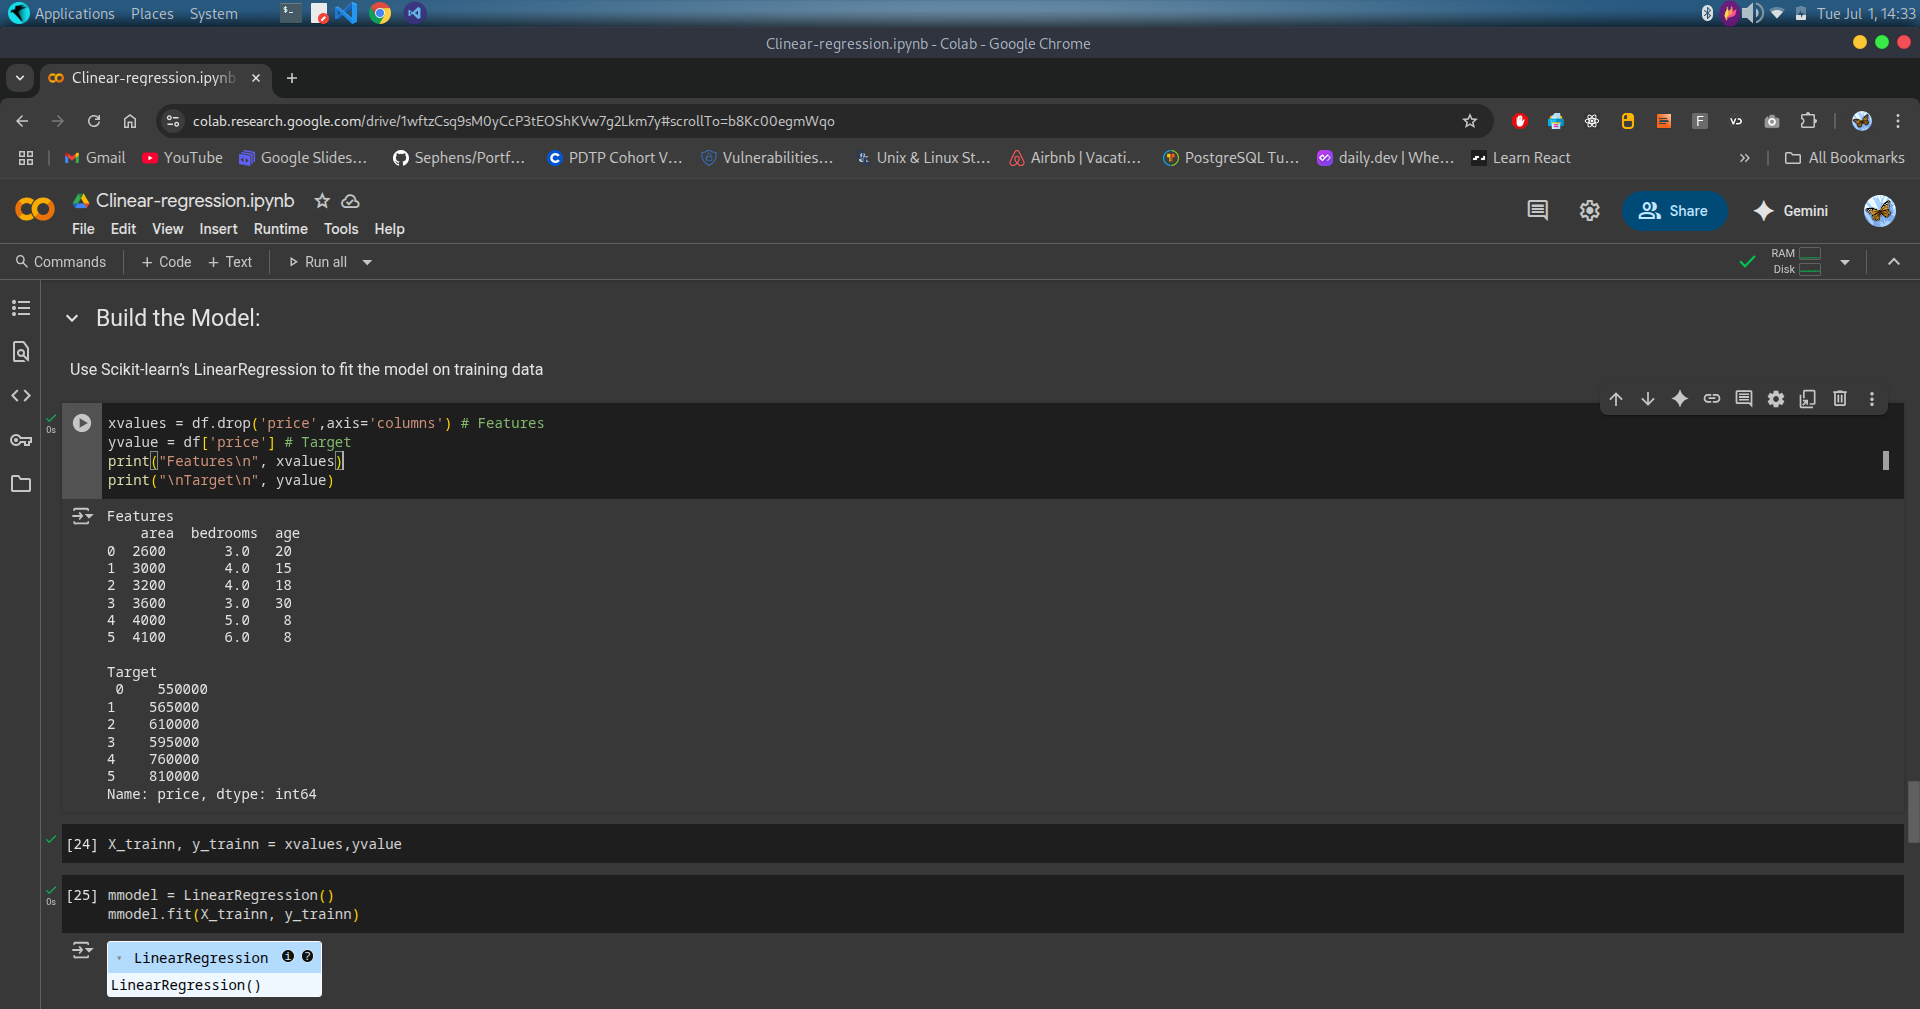 Applications Places System Tue Jul 1, 14:33
Clinear-regression.ipynb - Colab - Google Chrome
Clinear-regression.ipynb
colab.research.google.com/drive/1wftzCsq9sM0yCcP3tEOShKVw7g2Lkm7y#scrollTo=b8Kc00egmWqo
Gmail YouTube Google Slides... Sephens/Portf... PDTP Cohort V... Vulnerabilities... Unix & Linux St... Airbnb | Vacati... PostgreSQL Tu... daily.dev | Whe... Learn React » All Bookmarks
Clinear-regression.ipynb
File Edit View Insert Runtime Tools Help
Share Gemini
Commands + Code + Text Run all
RAM
Disk
Build the Model:
Use Scikit-learn’s LinearRegression to fit the model on training data
0s
xvalues = df.drop('price',axis='columns') # Features
yvalue = df['price'] # Target
print("Features\n", xvalues)
print("\nTarget\n", yvalue)
Features
area bedrooms age
0 2600 3.0 20
1 3000 4.0 15
2 3200 4.0 18
3 3600 3.0 30
4 4000 5.0 8
5 4100 6.0 8
Target
0 550000
1 565000
2 610000
3 595000
4 760000
5 810000
Name: price, dtype: int64
[24] X_trainn, y_trainn = xvalues,yvalue
0s
[25] mmodel = LinearRegression()
mmodel.fit(X_trainn, y_trainn)
LinearRegression i ?
LinearRegression()